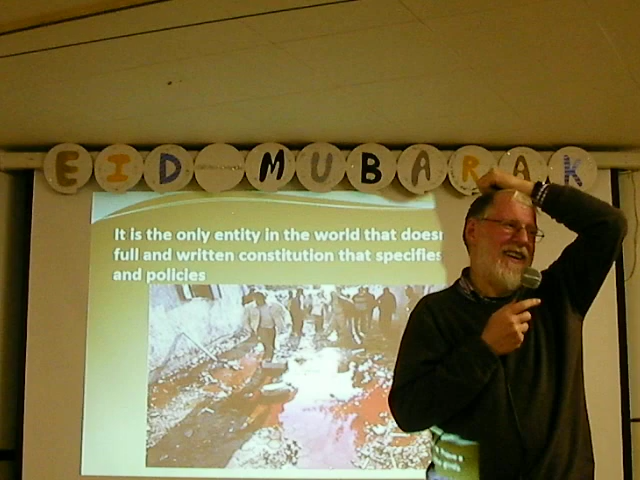 EID MUBARAK
It is the only entity in the world that
full and written constitution that specifies
and policies